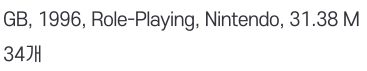 GB, 1996, Role-Playing, Nintendo, 31.38 M
34개